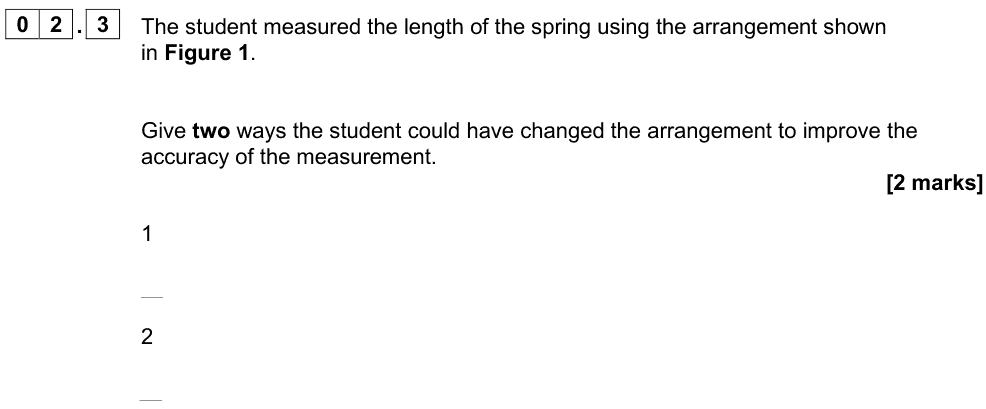 0 2 . 3 The student measured the length of the spring using the arrangement shown
in Figure 1.
Give two ways the student could have changed the arrangement to improve the
accuracy of the measurement.
[2 marks]
1
2